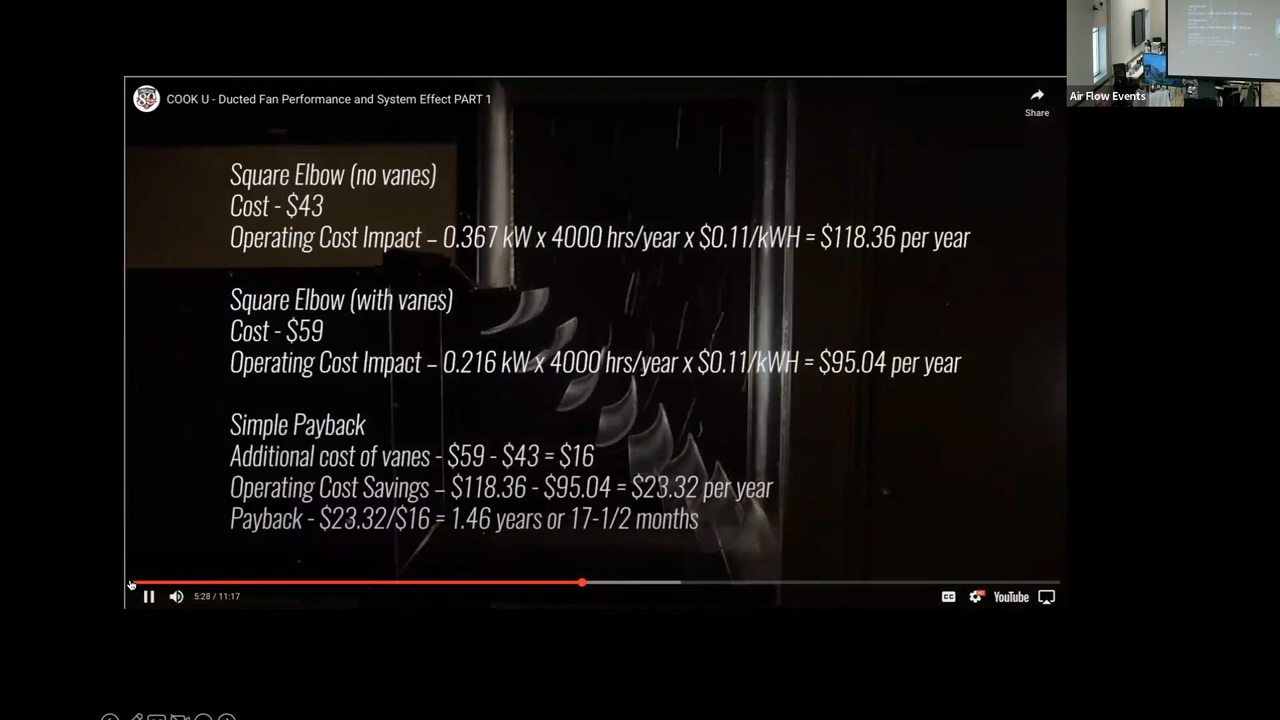 COOK U - Ducted Fan Performance and System Effect PART 1
Share
Air Flow Events
Square Elbow (no vanes)
Cost - $43
Operating Cost Impact – 0.367 kW x 4000 hrs/year x $0.11/kWH = $118.36 per year
Square Elbow (with vanes)
Cost - $59
Operating Cost Impact – 0.216 kW x 4000 hrs/year x $0.11/kWH = $95.04 per year
Simple Payback
Additional cost of vanes - $59 - $43 = $16
Operating Cost Savings – $118.36 - $95.04 = $23.32 per year
Payback - $23.32/$16 = 1.46 years or 17-1/2 months
5:28 / 11:17
CC
YouTube